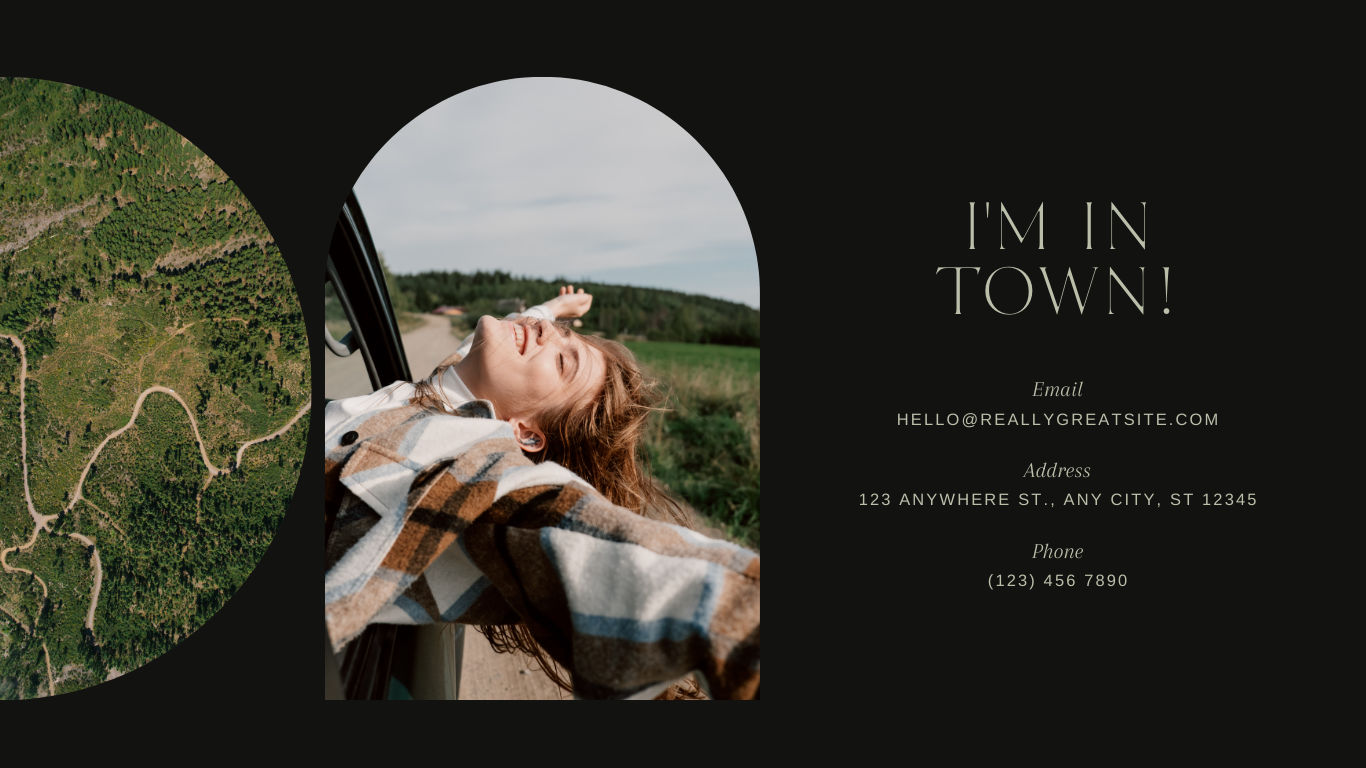 I'M IN
TOWN!
Email
HELLO@REALLYGREATSITE.COM
Address
123 ANYWHERE ST., ANY CITY, ST 12345
Phone
(123) 456 7890